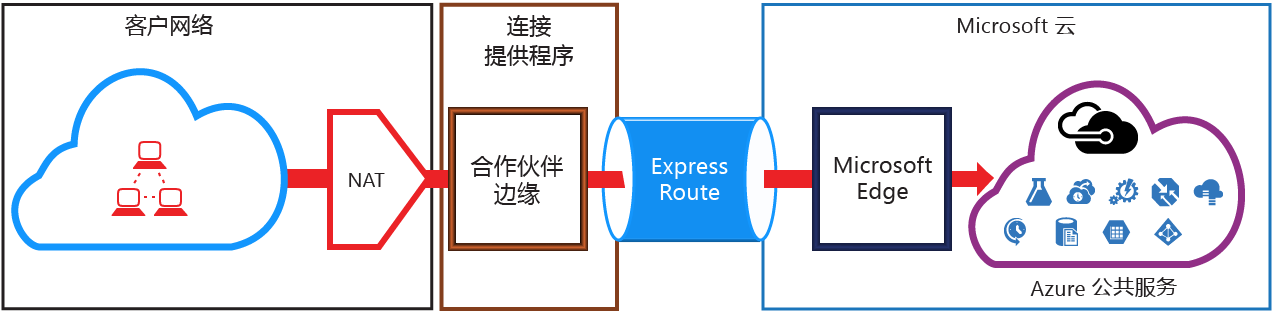 客户网络
NAT
连接
提供程序
合作伙伴
边缘
Express
Route
Microsoft 云
Microsoft
Edge
Azure 公共服务